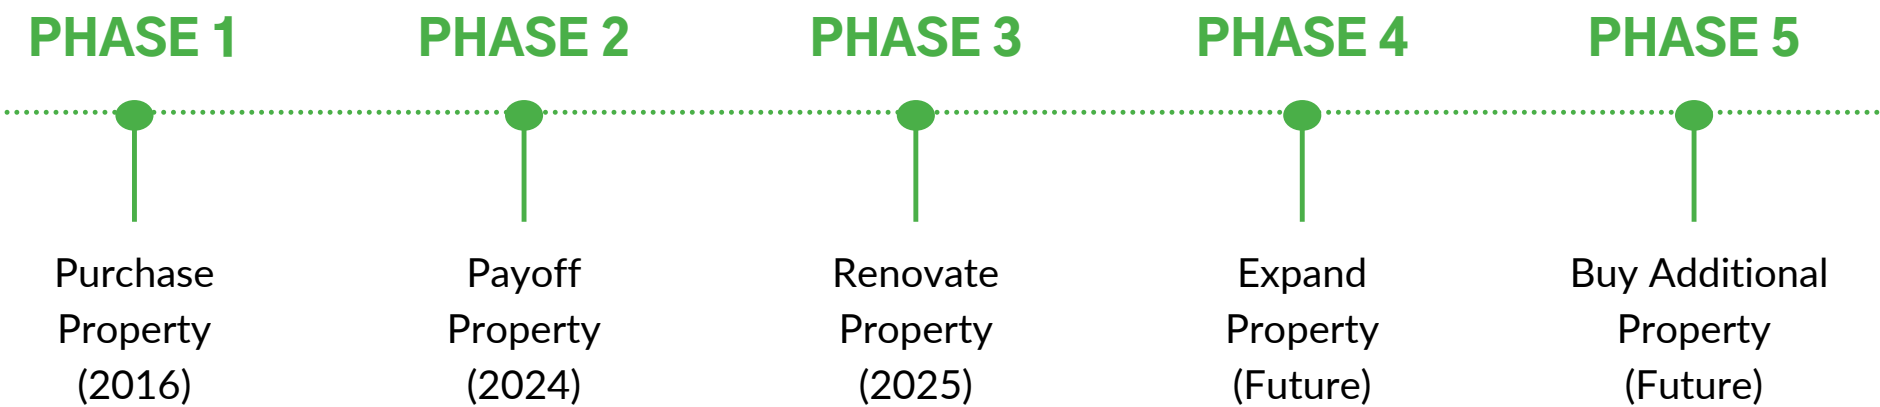 PHASE 1
PHASE 2
PHASE 3
PHASE 4
PHASE 5
Purchase
Property
(2016)
Payoff
Property
(2024)
Renovate
Property
(2025)
Expand
Property
(Future)
Buy Additional
Property
(Future)